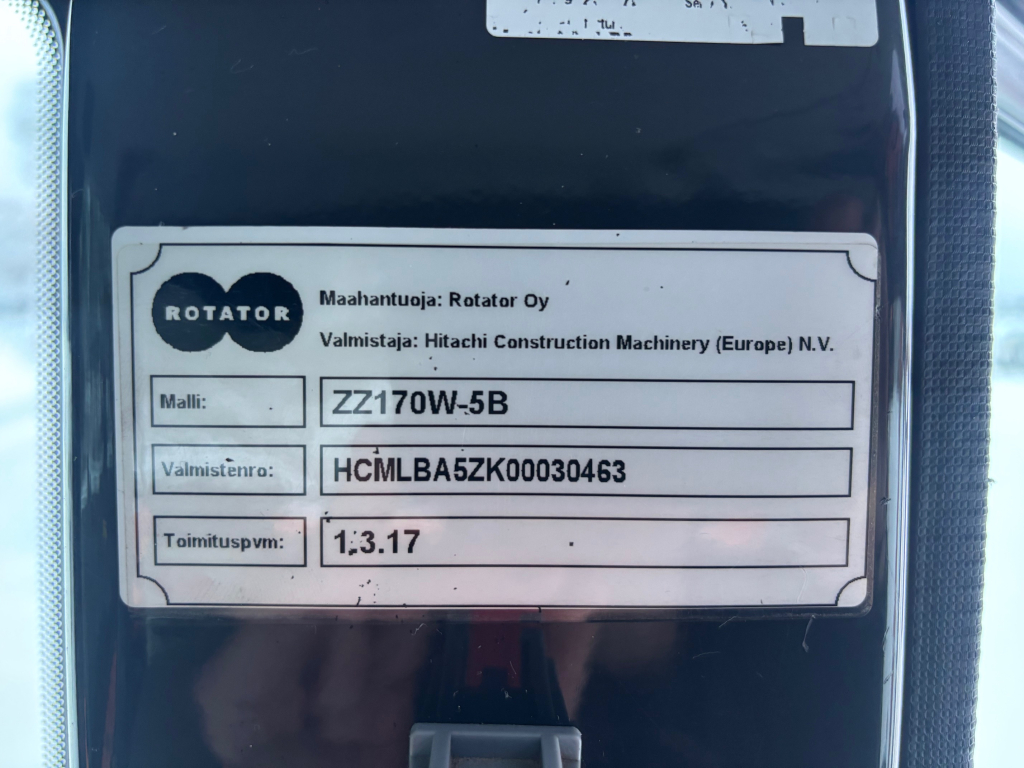 ROTATOR
Maahantuoja: Rotator Oy
Valmistaja: Hitachi Construction Machinery (Europe) N.V.
Malli: ZZ170W-5B
Valmistenro: HCMLBA5ZK00030463
Toimituspvm: 1.3.17